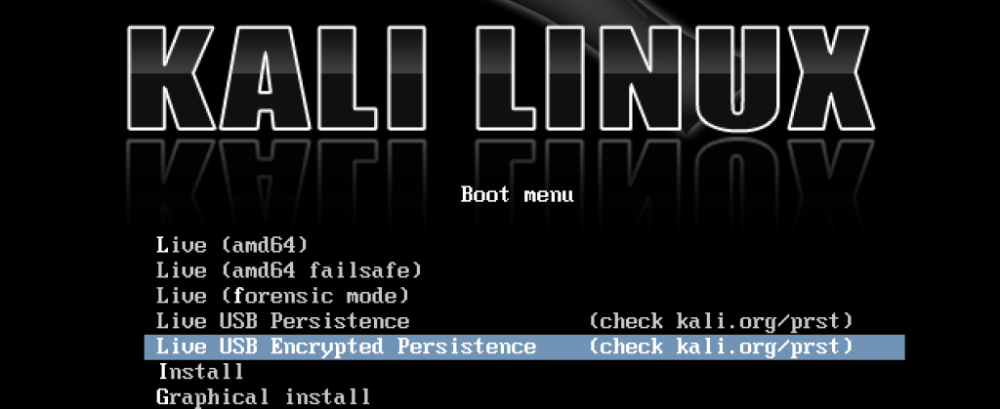 KALI LINUX
Boot menu
Live (amd64)
Live (amd64 failsafe)
Live (forensic mode)
Live USB Persistence (check kali.org/prst)
Live USB Encrypted Persistence (check kali.org/prst)
Install
Graphical install